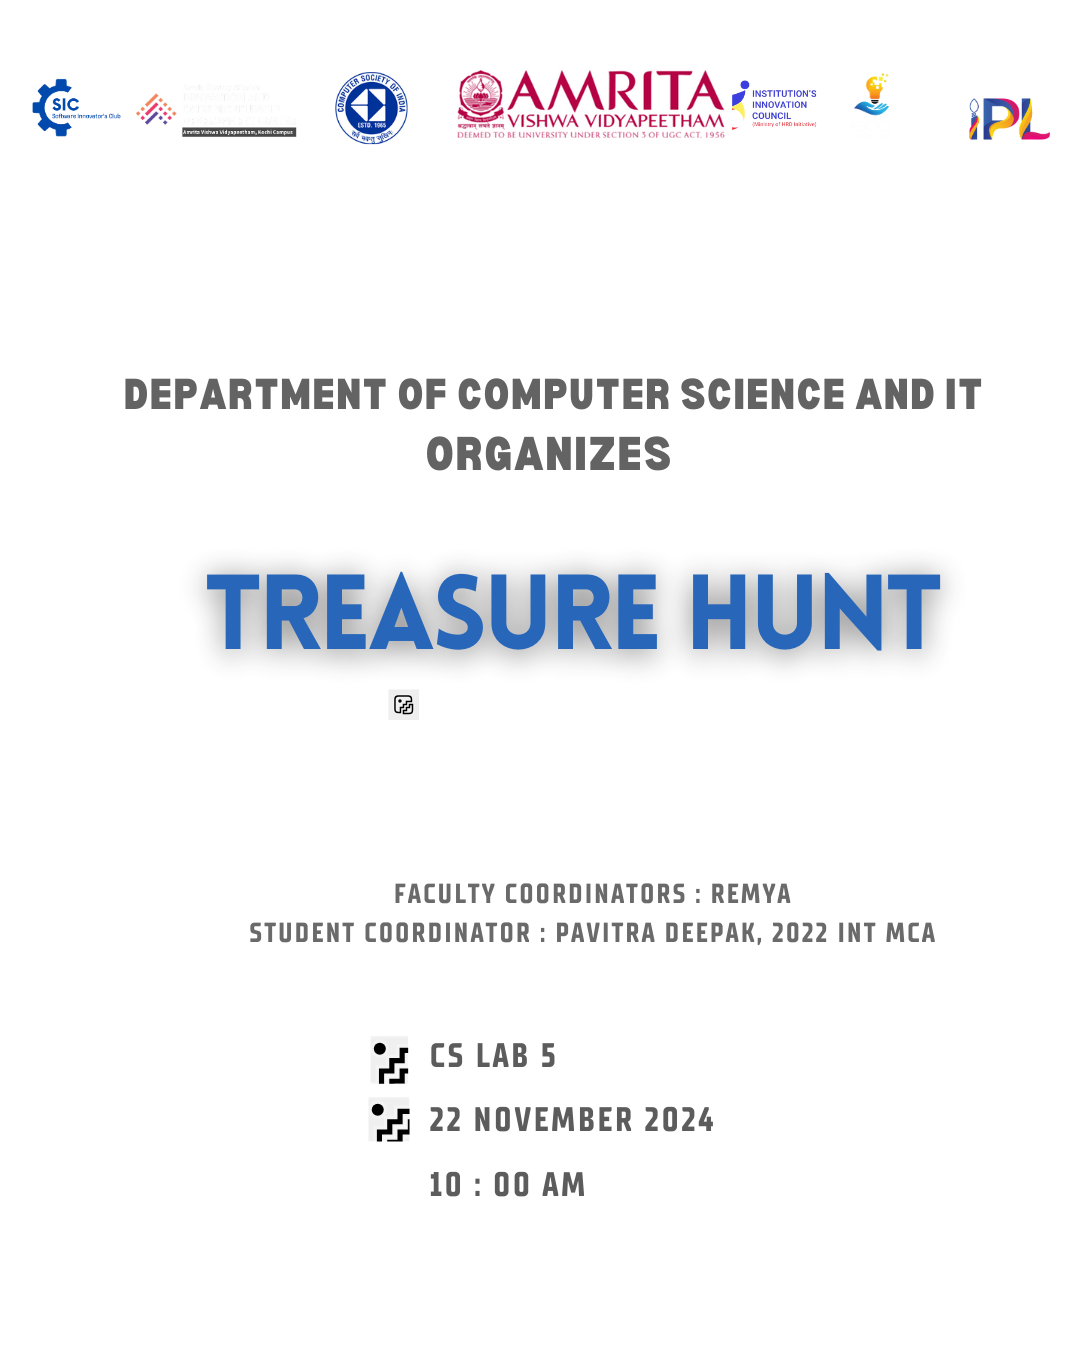 SIC
Software Innovator's Club
Amrita Vishwa Vidyapeetham, Kochi Campus
COMPUTER SOCIETY OF INDIA
ESTD. 1965
AMRITA
VISHWA VIDYAPEETHAM
DEEMED TO BE UNIVERSITY UNDER SECTION 3 OF UGC ACT, 1956
INSTITUTION'S
INNOVATION
COUNCIL
(Ministry of HRD Initiative)
iPL
DEPARTMENT OF COMPUTER SCIENCE AND IT
ORGANIZES
TREASURE HUNT
FACULTY COORDINATORS : REMYA
STUDENT COORDINATOR : PAVITRA DEEPAK, 2022 INT MCA
CS LAB 5
22 NOVEMBER 2024
10 : 00 AM